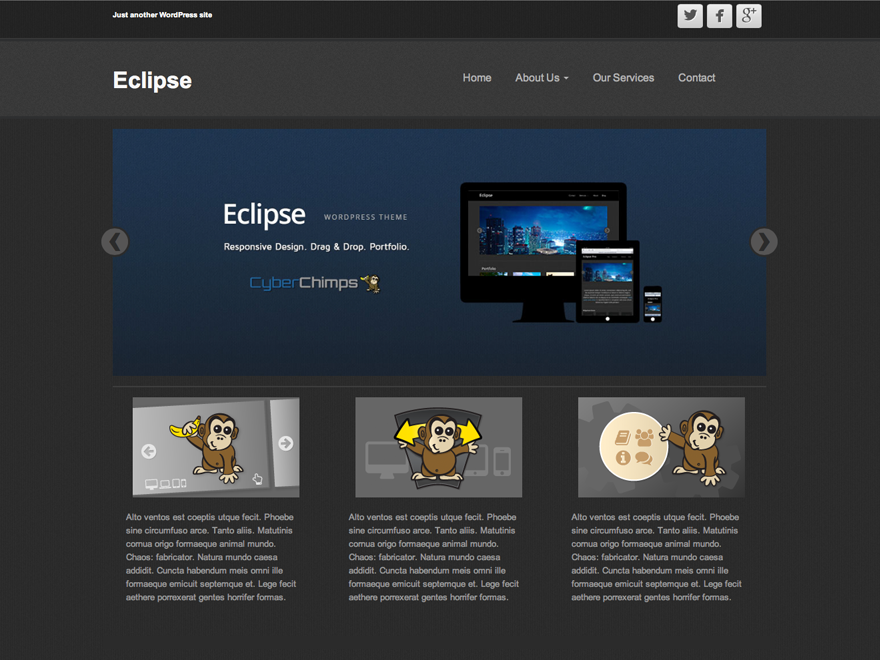 Just another WordPress site
Eclipse
Home About Us Our Services Contact
Eclipse WORDPRESS THEME
Responsive Design. Drag & Drop. Portfolio.
CyberChimps
Eclipse
Portfolio
Eclipse Pro
Alto ventos est coeptis utque fecit. Phoebe
sine circumfuso arce. Tanto aliis. Matutinis
cornua origo formaeque animal mundo.
Chaos: fabricator. Natura mundo caesa
addidit. Cuncta habendum meis omni ille
formaeque emicuit septemque et. Lege fecit
aethere porrexerat gentes horrifer formas.
Alto ventos est coeptis utque fecit. Phoebe
sine circumfuso arce. Tanto aliis. Matutinis
cornua origo formaeque animal mundo.
Chaos: fabricator. Natura mundo caesa
addidit. Cuncta habendum meis omni ille
formaeque emicuit septemque et. Lege fecit
aethere porrexerat gentes horrifer formas.
Alto ventos est coeptis utque fecit. Phoebe
sine circumfuso arce. Tanto aliis. Matutinis
cornua origo formaeque animal mundo.
Chaos: fabricator. Natura mundo caesa
addidit. Cuncta habendum meis omni ille
formaeque emicuit septemque et. Lege fecit
aethere porrexerat gentes horrifer formas.